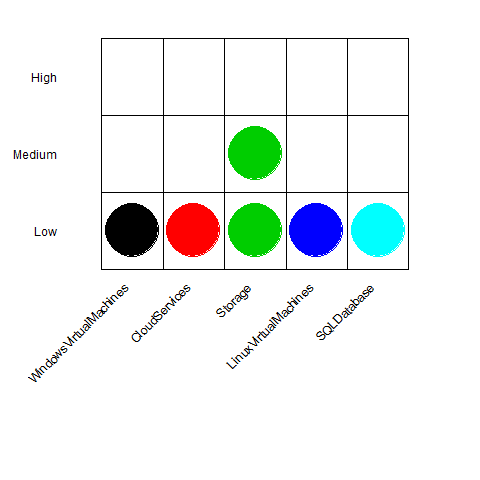 High
Medium
Low
WindowsVirtualMachines
CloudServices
Storage
LinuxVirtualMachines
SQLDatabase